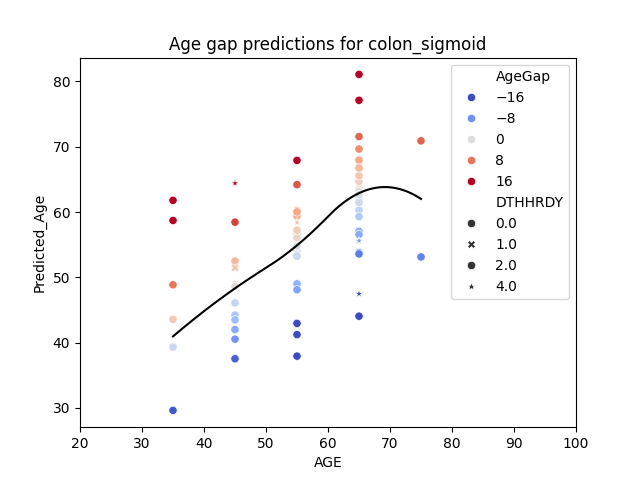 Age gap predictions for colon_sigmoid
Predicted_Age
80
70
60
50
40
30
20 30 40 50 60 70 80 90 100
AGE
AgeGap
−16
−8
0
8
16
DTHHRDY
0.0
1.0
2.0
4.0